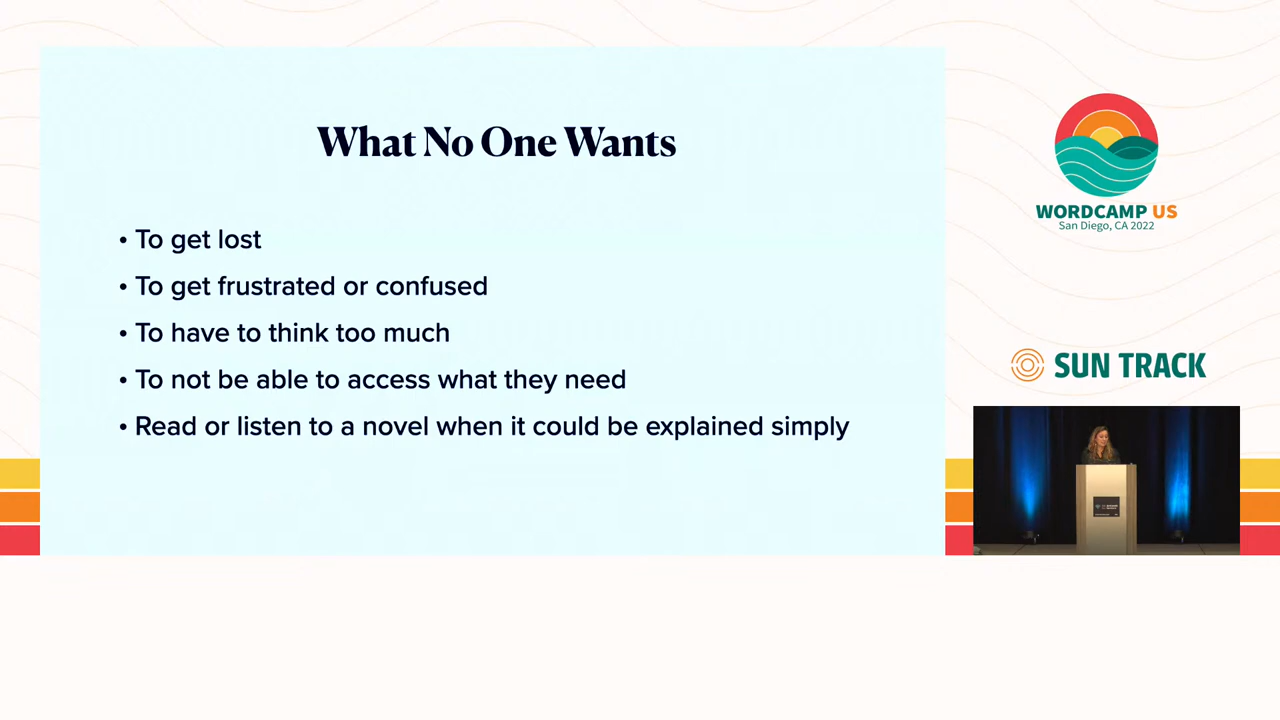 What No One Wants
• To get lost
• To get frustrated or confused
• To have to think too much
• To not be able to access what they need
• Read or listen to a novel when it could be explained simply
WORDCAMP US
San Diego, CA 2022
SUN TRACK